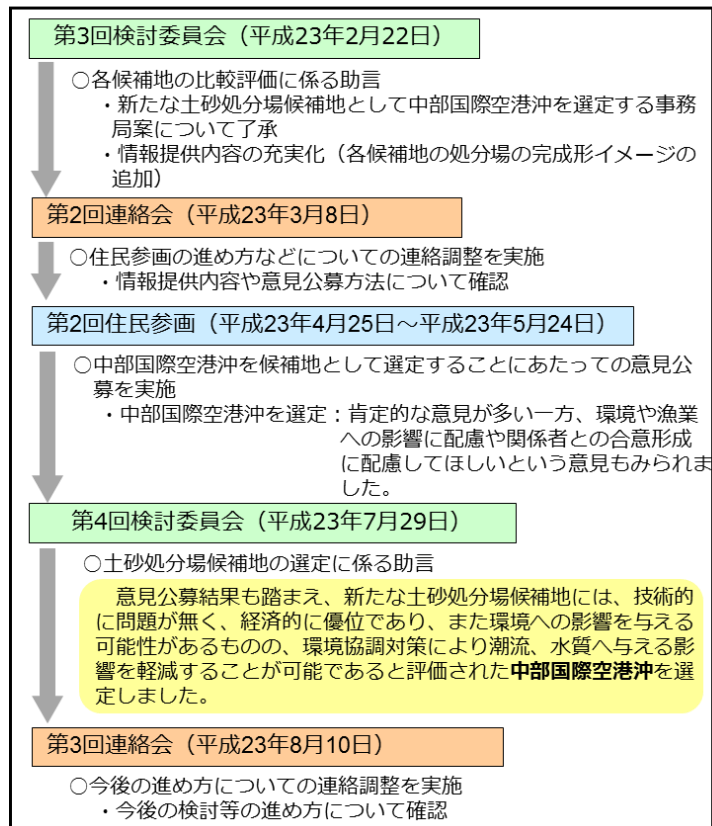 第3回検討委員会（平成23年2月22日）
○各候補地の比較評価に係る助言
・新たな土砂処分場候補地として中部国際空港沖を選定する事務
局案について了承
・情報提供内容の充実化（各候補地の処分場の完成形イメージの
追加）
第2回連絡会（平成23年3月8日）
○住民参画の進め方などについての連絡調整を実施
・情報提供内容や意見公募方法について確認
第2回住民参画（平成23年4月25日～平成23年5月24日）
○中部国際空港沖を候補地として選定することにあたっての意見公
募を実施
・中部国際空港沖を選定：肯定的な意見が多い一方、環境や漁業
への影響に配慮や関係者との合意形成
に配慮してほしいという意見もみられま
した。
第4回検討委員会（平成23年7月29日）
○土砂処分場候補地の選定に係る助言
意見公募結果も踏まえ、新たな土砂処分場候補地には、技術的
に問題が無く、経済的に優位であり、また環境への影響を与える
可能性があるものの、環境協調対策により潮流、水質へ与える影
響を軽減することが可能であると評価された中部国際空港沖を選
定しました。
第3回連絡会（平成23年8月10日）
○今後の進め方についての連絡調整を実施
・今後の検討等の進め方について確認